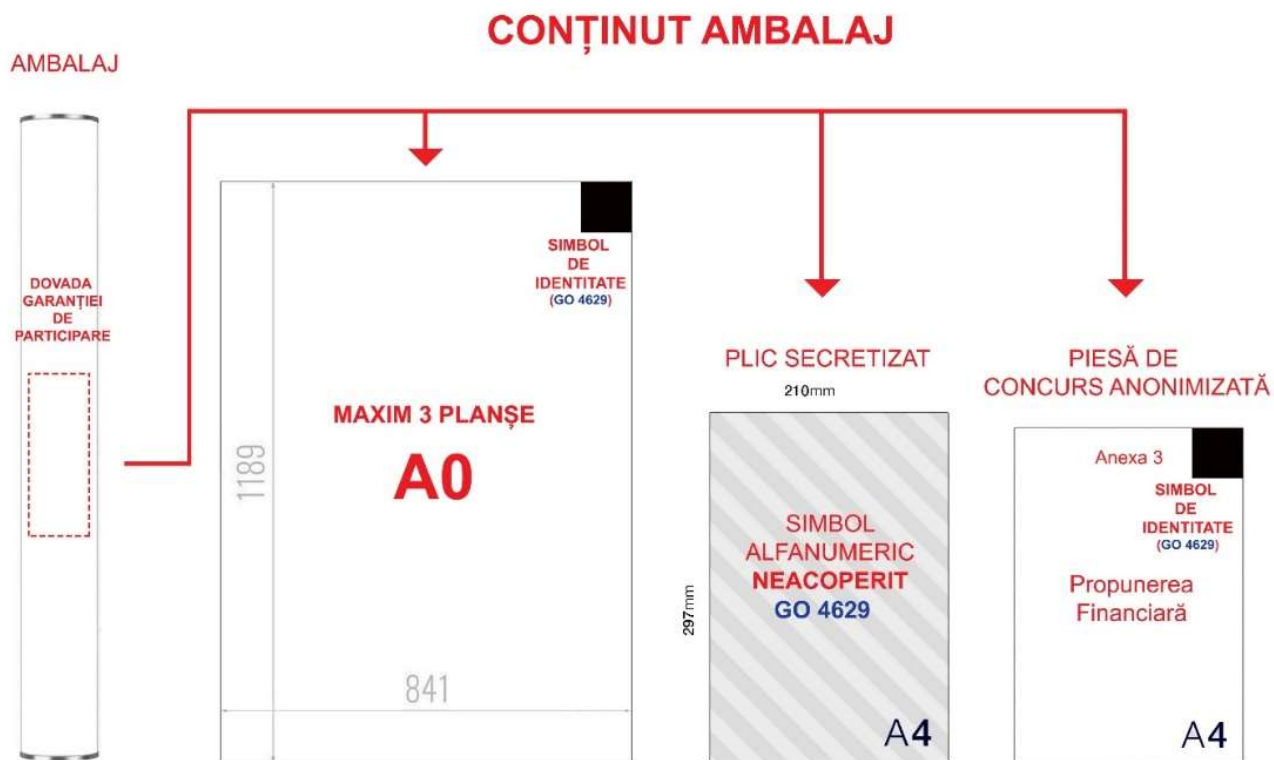 CONȚINUT AMBALAJ
AMBALAJ
DOVADA
GARANȚIEI
DE
PARTICIPARE
SIMBOL
DE
IDENTITATE
(GO 4629)
MAXIM 3 PLANȘE
A0
1189
841
PLIC SECRETIZAT
210mm
297mm
SIMBOL
ALFANUMERIC
NEACOPERIT
GO 4629
A4
PIESĂ DE
CONCURS ANONIMIZATĂ
Anexa 3
SIMBOL
DE
IDENTITATE
(GO 4629)
Propunerea
Financiară
A4